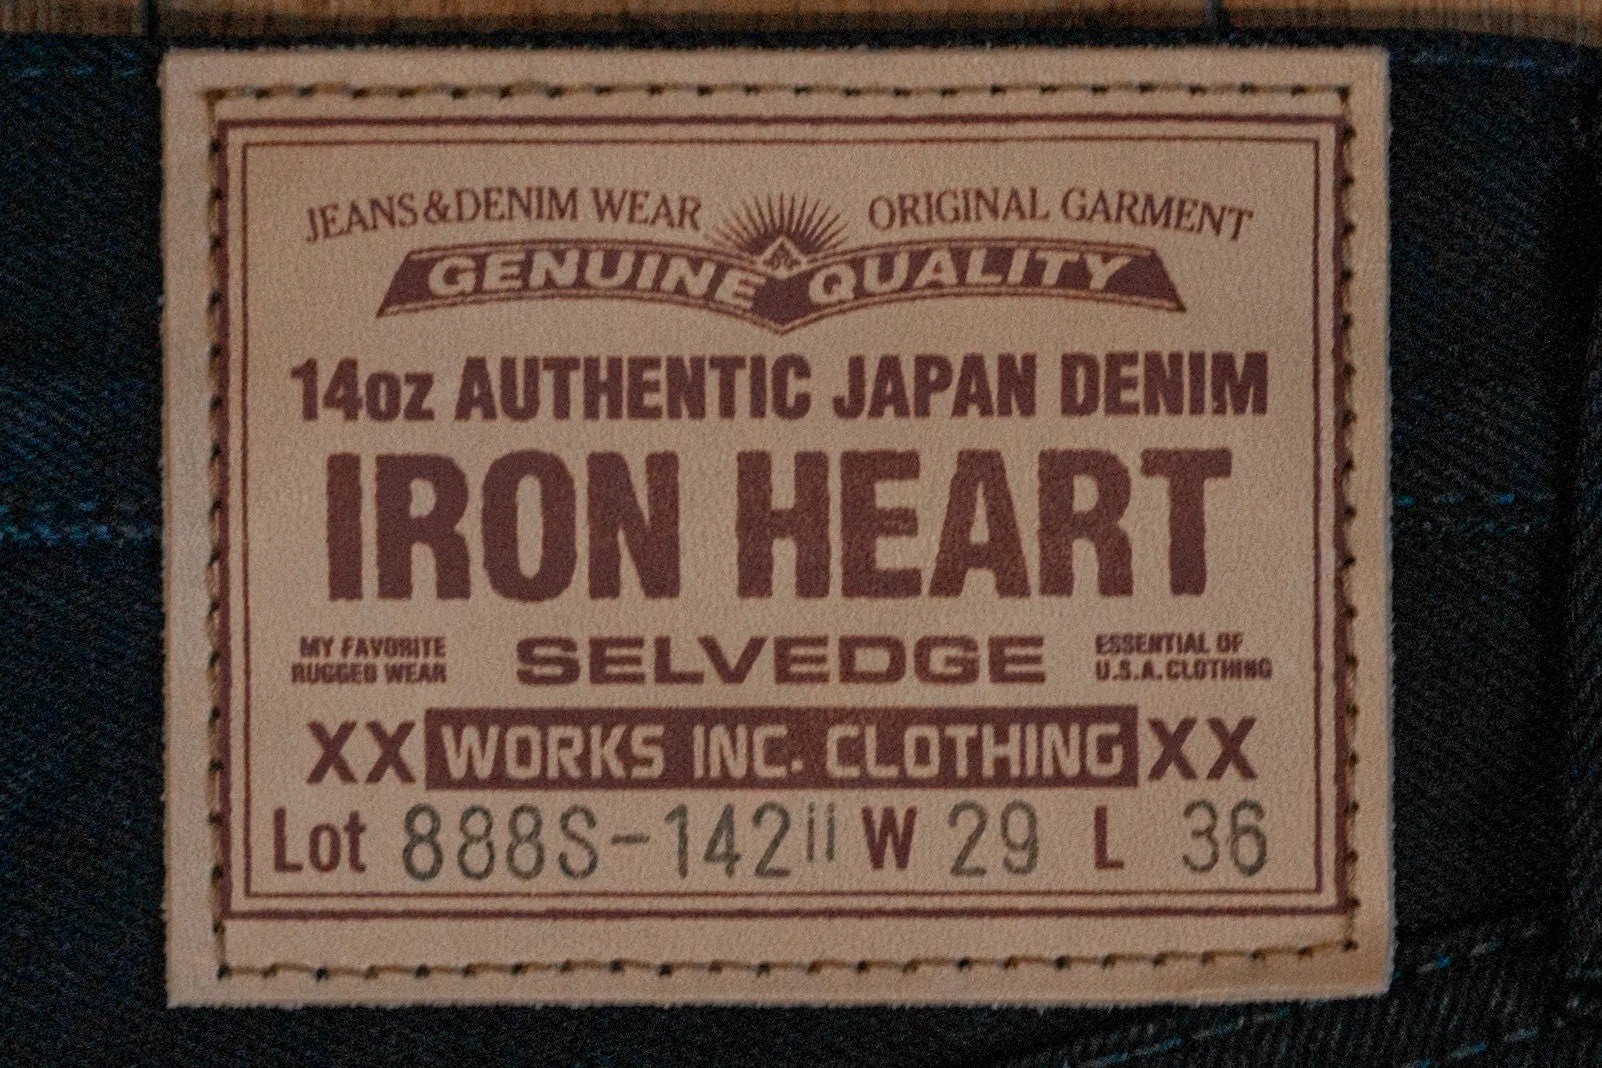 JEANS&DENIM WEAR ORIGINAL GARMENT
GENUINE QUALITY
14oz AUTHENTIC JAPAN DENIM
IRON HEART
MY FAVORITE
RUGGED WEAR
SELVEDGE
ESSENTIAL OF
U.S.A.CLOTHING
XX WORKS INC. CLOTHING XX
Lot 888S-142ii W 29 L 36